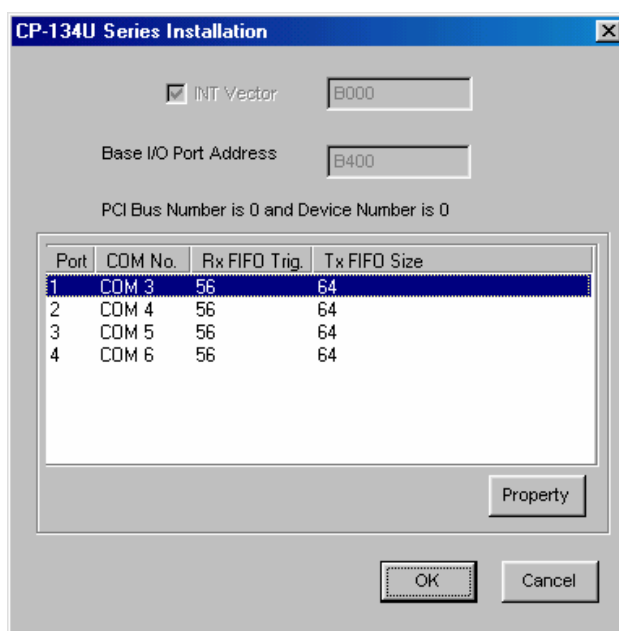 CP-134U Series Installation
INT Vector B000
Base I/O Port Address B400
PCI Bus Number is 0 and Device Number is 0
Port COM No. Rx FIFO Trig. Tx FIFO Size
1 COM 3 56 64
2 COM 4 56 64
3 COM 5 56 64
4 COM 6 56 64
Property
OK Cancel